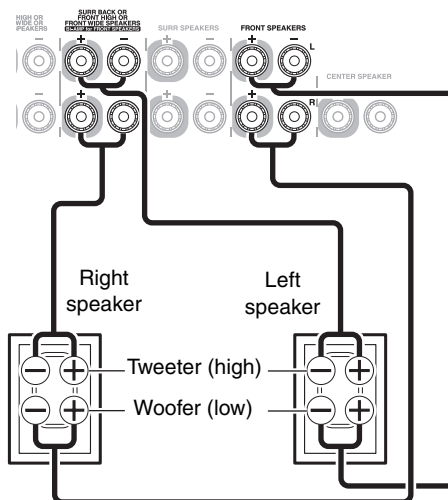 HIGH OR
WIDE OR
PEAKERS
SURR BACK OR
FRONT HIGH OR
FRONT WIDE SPEAKERS
Bi-AMP for FRONT SPEAKERS
SURR SPEAKERS
FRONT SPEAKERS
+ − + − + −
L
CENTER SPEAKER
+ − + − + −
R
Right
speaker
Left
speaker
Tweeter (high)
Woofer (low)